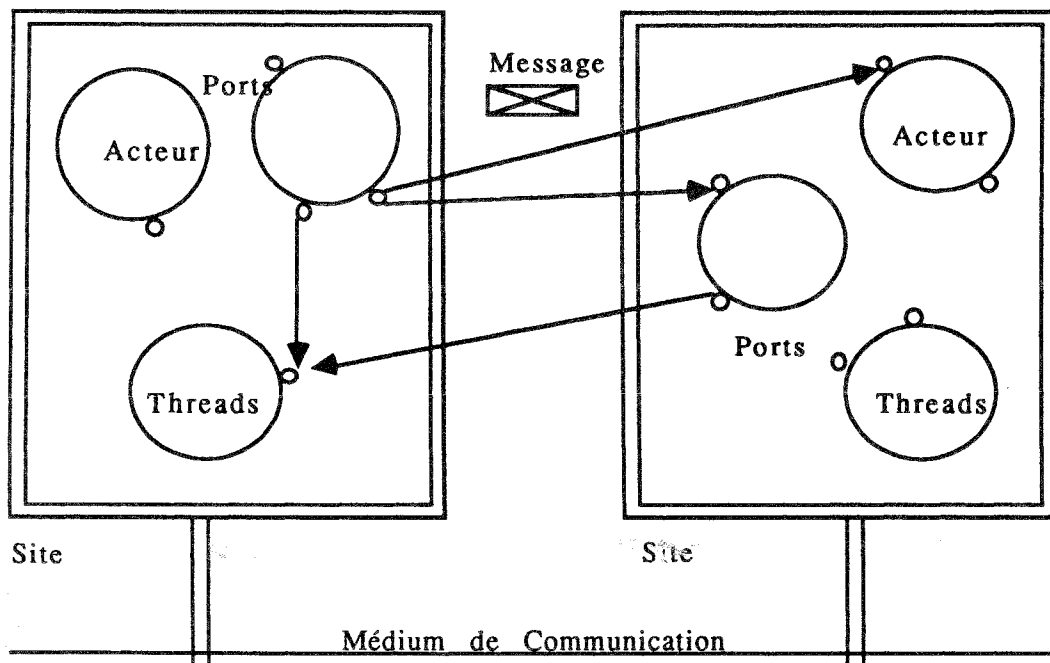 Message
Ports
Acteur
Acteur
Ports
Threads
Threads
Site
Site
Médium de Communication